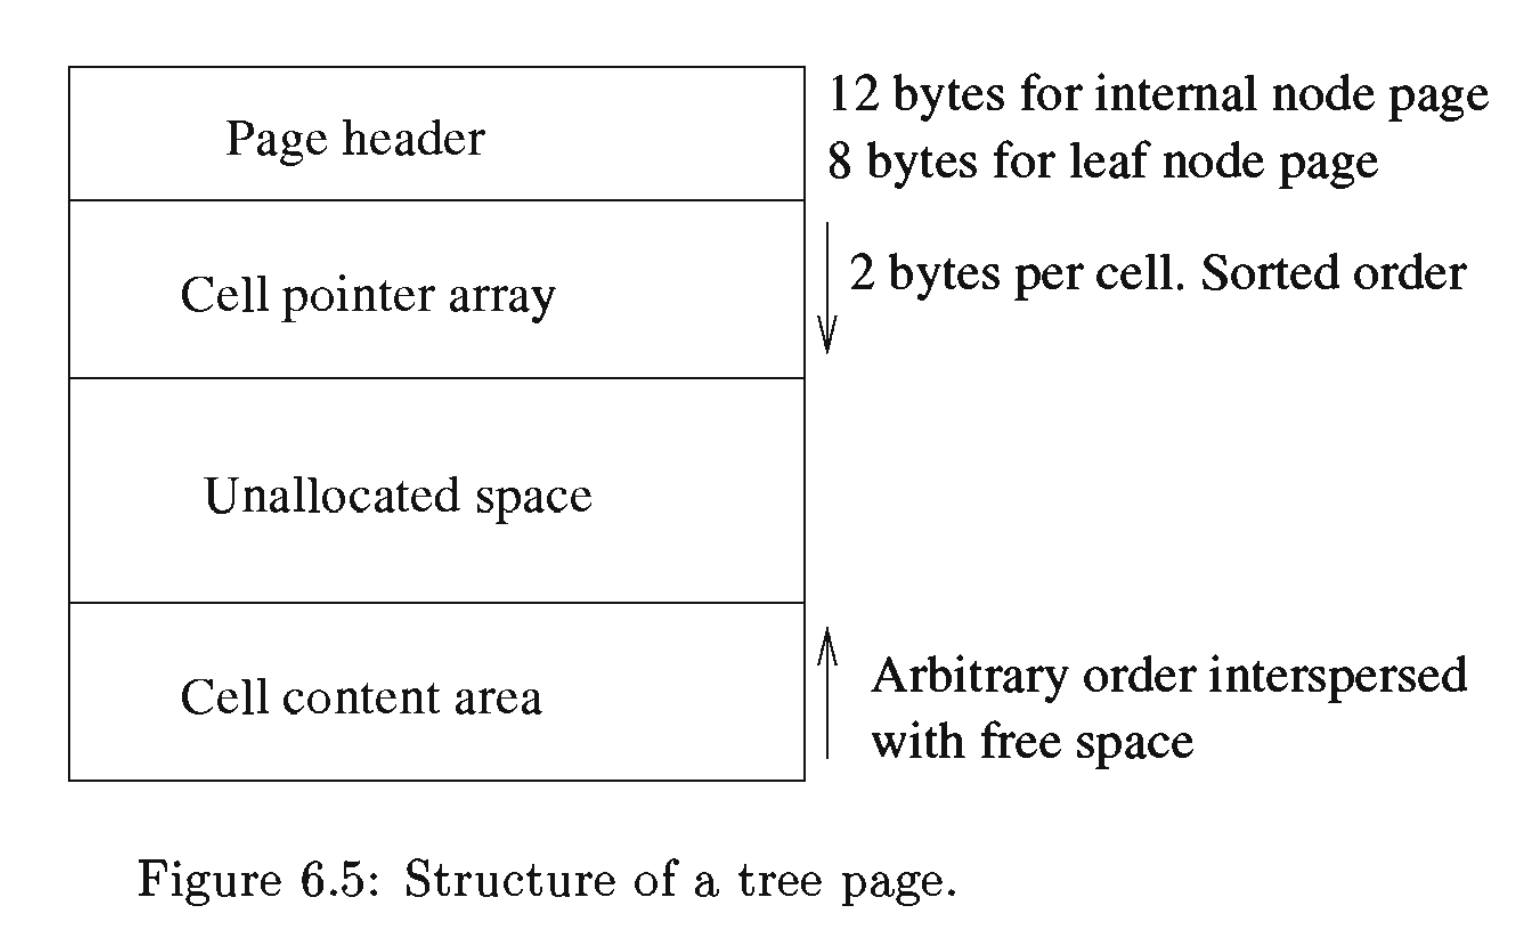 12 bytes for internal node page
Page header
8 bytes for leaf node page
Cell pointer array
2 bytes per cell. Sorted order
Unallocated space
Cell content area
Arbitrary order interspersed
with free space
Figure 6.5: Structure of a tree page.